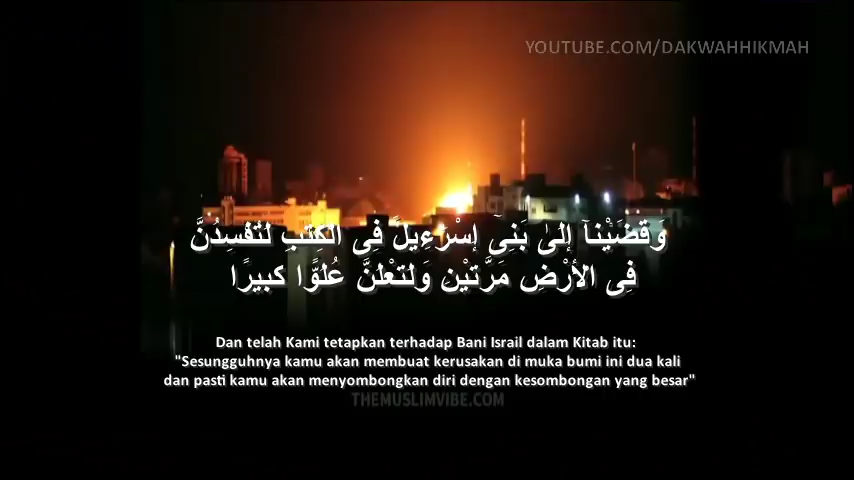 YOUTUBE.COM/DAKWAHHIKMAH
وَقَضَيْنَآ إِلَىٰ بَنِىٓ إِسْرَٰٓءِيلَ فِى الْكِتَٰبِ لَتُفْسِدُنَّ
فِى الْأَرْضِ مَرَّتَيْنِ وَلَتَعْلُنَّ عُلُوًّا كَبِيرًا
Dan telah Kami tetapkan terhadap Bani Israil dalam Kitab itu:
"Sesungguhnya kamu akan membuat kerusakan di muka bumi ini dua kali
dan pasti kamu akan menyombongkan diri dengan kesombongan yang besar"
THEMUSLIMVIBE.COM